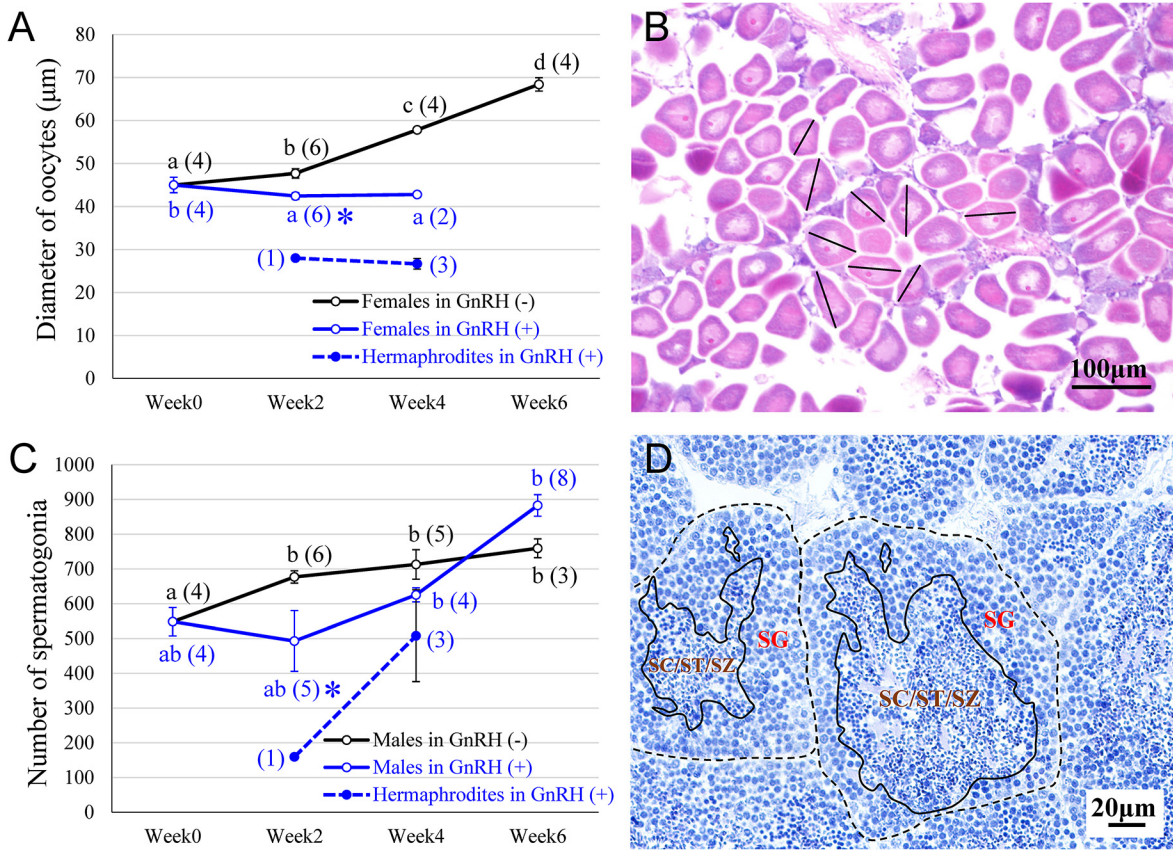 A
Diameter of oocytes (μm)
80
70
60
50
40
30
20
10
0
a (4)
b (6)
c (4)
d (4)
b (4)
a (6) *
a (2)
(1)
(3)
Females in GnRH (-)
Females in GnRH (+)
Hermaphrodites in GnRH (+)
Week0 Week2 Week4 Week6
B
100μm
C
Number of spermatogonia
1000
900
800
700
600
500
400
300
200
100
0
a (4)
b (6)
b (5)
b (8)
b (3)
ab (4)
ab (5) *
b (4)
(3)
(1)
Males in GnRH (-)
Males in GnRH (+)
Hermaphrodites in GnRH (+)
Week0 Week2 Week4 Week6
D
SG
SG
SC/ST/SZ
SC/ST/SZ
20μm